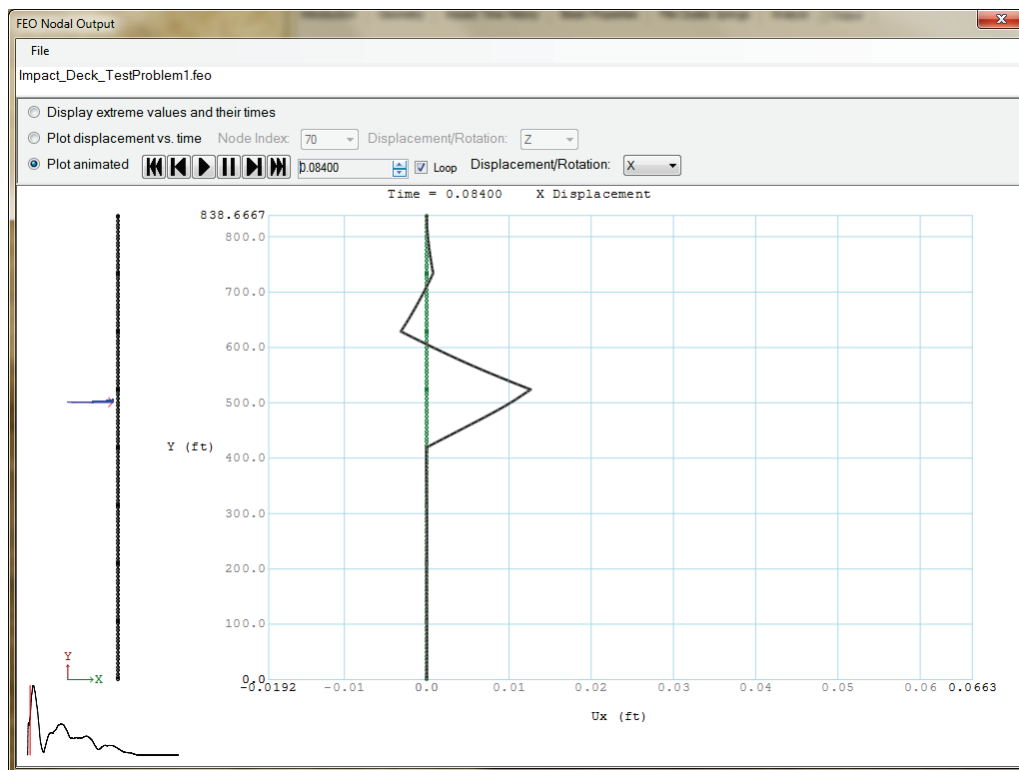 FEO Nodal Output
x
File
Impact_Deck_TestProblem1.feo
Display extreme values and their times
Plot displacement vs. time Node Index: 70 Displacement/Rotation: Z
Plot animated 0.08400 Loop Displacement/Rotation: X
Time = 0.08400 X Displacement
838.6667
800.0
700.0
600.0
500.0
Y (ft)
400.0
300.0
200.0
100.0
0.0
Y
X
-0.0192 -0.01 0.0 0.01 0.02 0.03 0.04 0.05 0.06 0.0663
Ux (ft)